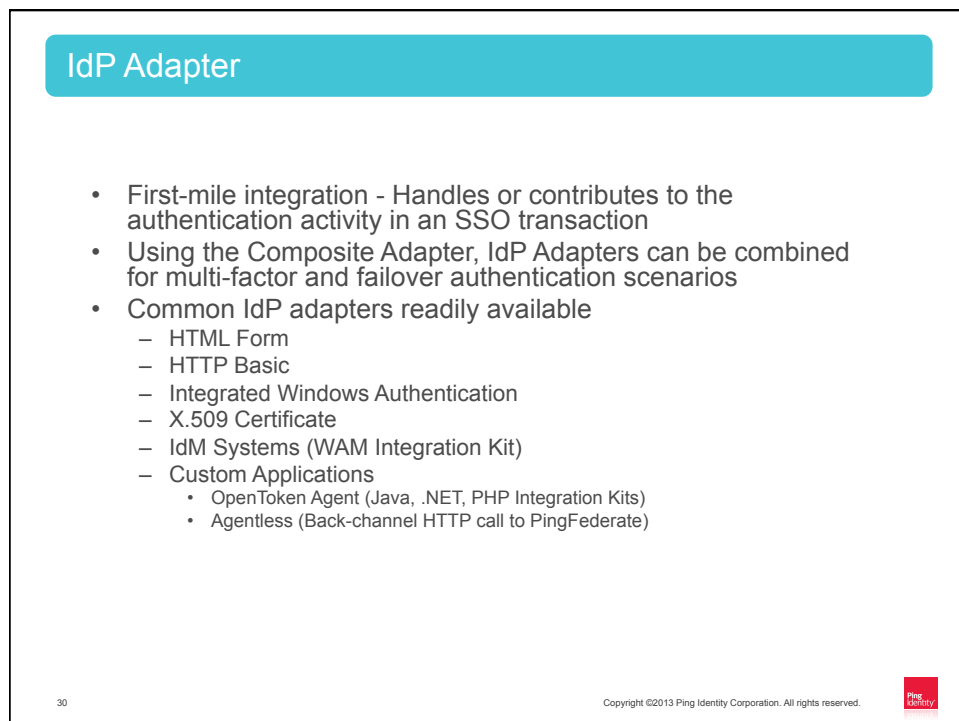 IdP Adapter
• First-mile integration - Handles or contributes to the
authentication activity in an SSO transaction
• Using the Composite Adapter, IdP Adapters can be combined
for multi-factor and failover authentication scenarios
• Common IdP adapters readily available
– HTML Form
– HTTP Basic
– Integrated Windows Authentication
– X.509 Certificate
– IdM Systems (WAM Integration Kit)
– Custom Applications
• OpenToken Agent (Java, .NET, PHP Integration Kits)
• Agentless (Back-channel HTTP call to PingFederate)
30
Copyright ©2013 Ping Identity Corporation. All rights reserved.
Ping
Identity